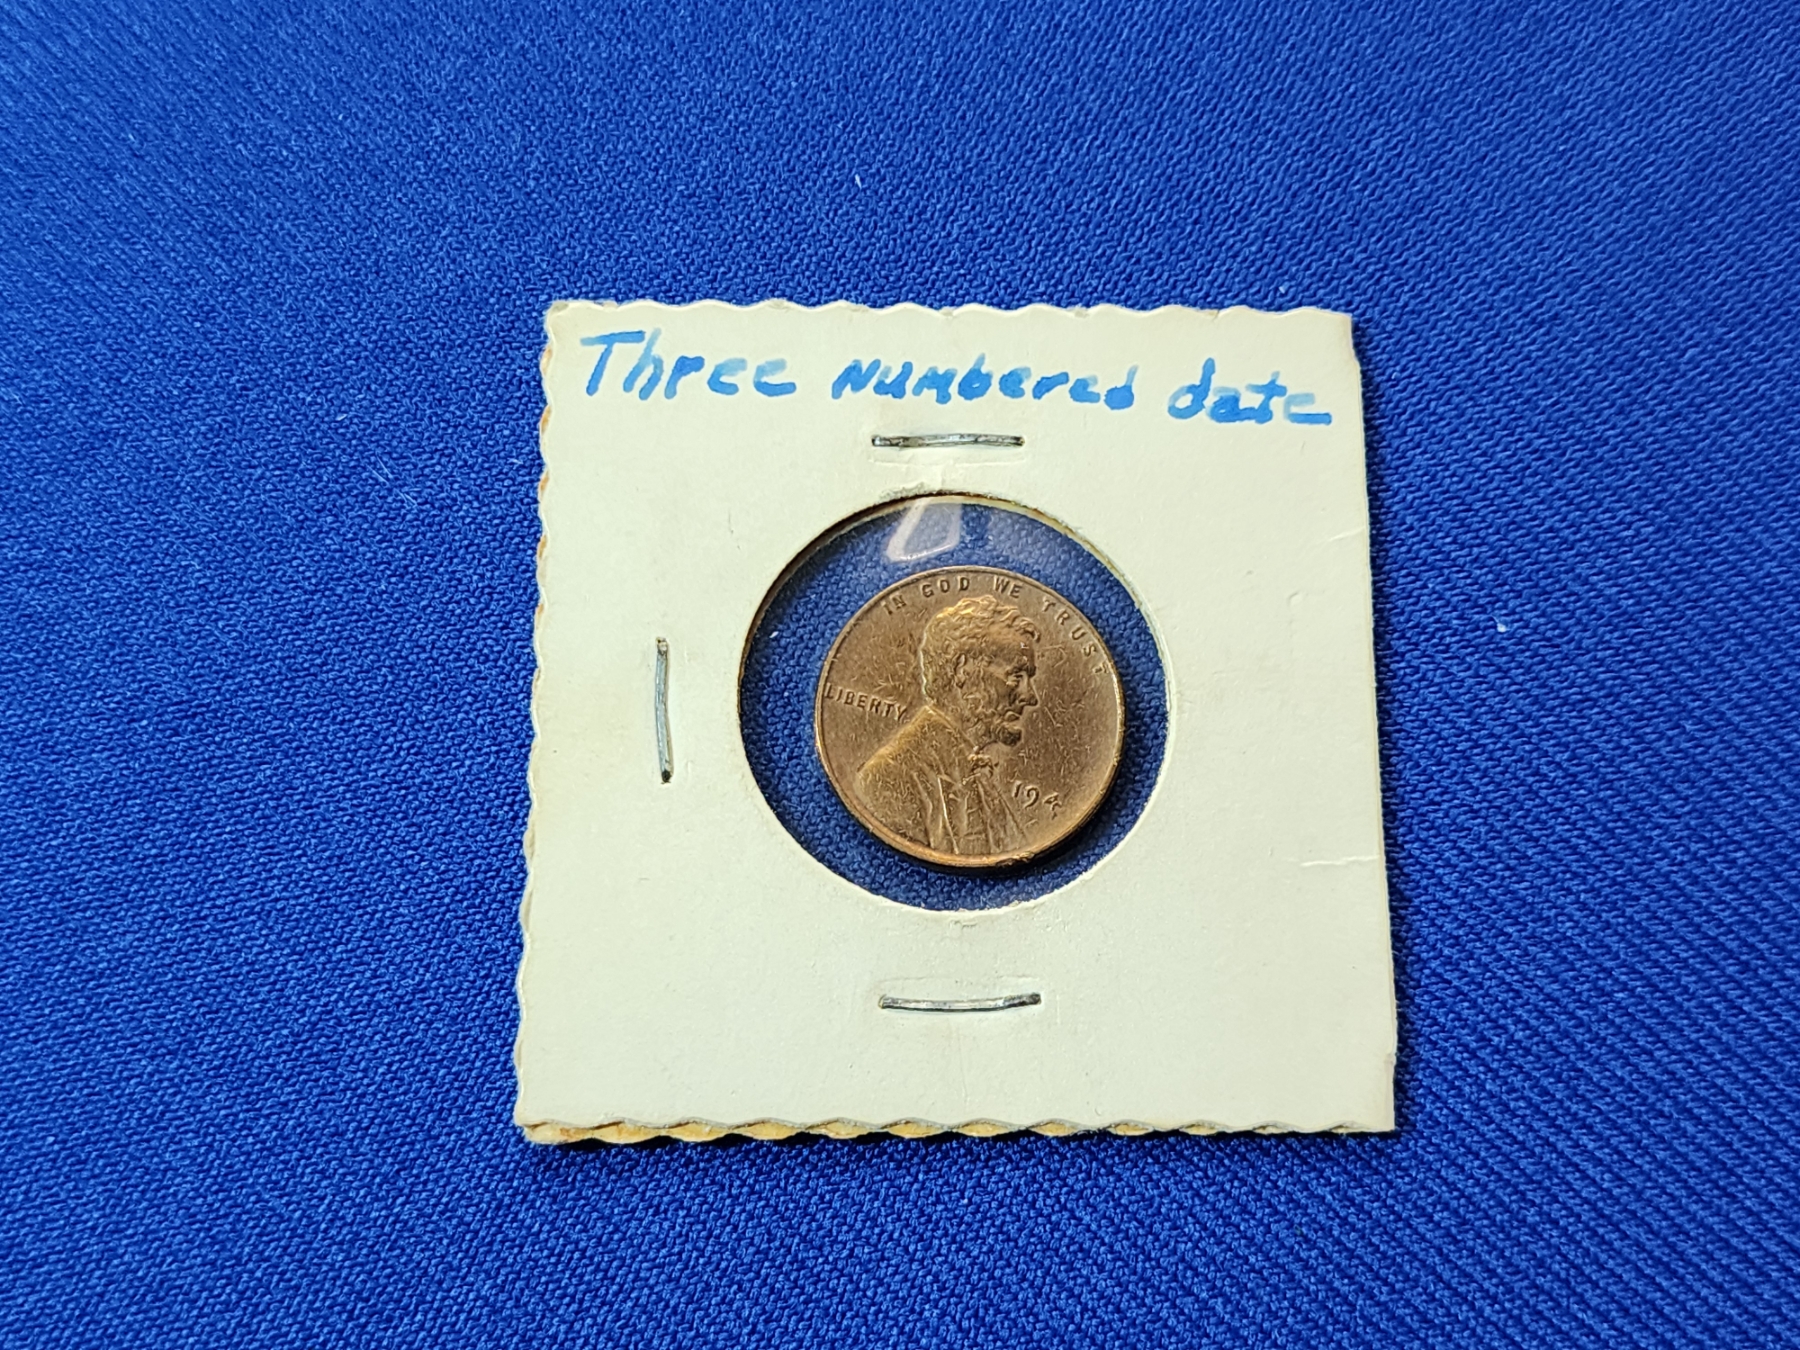 Three numbered date
IN GOD WE TRUST
LIBERTY
194